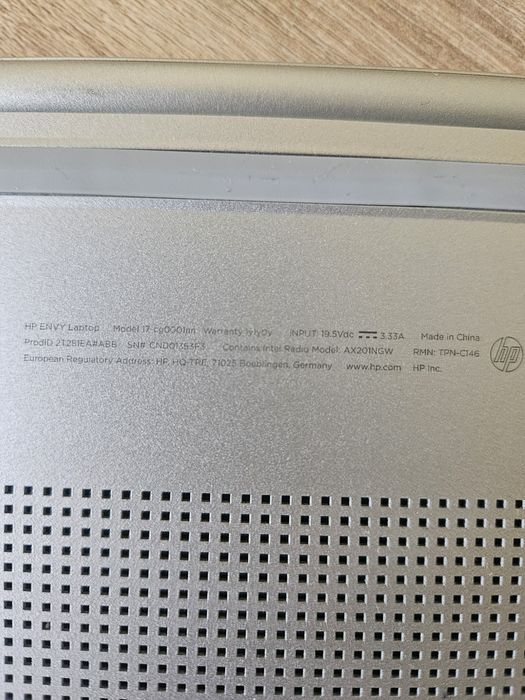 HP ENVY Laptop Model 17-cg0001nn Warranty 1y1y0y INPUT: 19.5Vdc 3.33A Made in China
ProdID 2T281EA#ABB SN# CND01353F3 Contains Intel Radio Model: AX201NGW RMN: TPN-C146
European Regulatory Address: HP, HQ-TRE, 71025 Boeblingen, Germany www.hp.com HP Inc.
hp